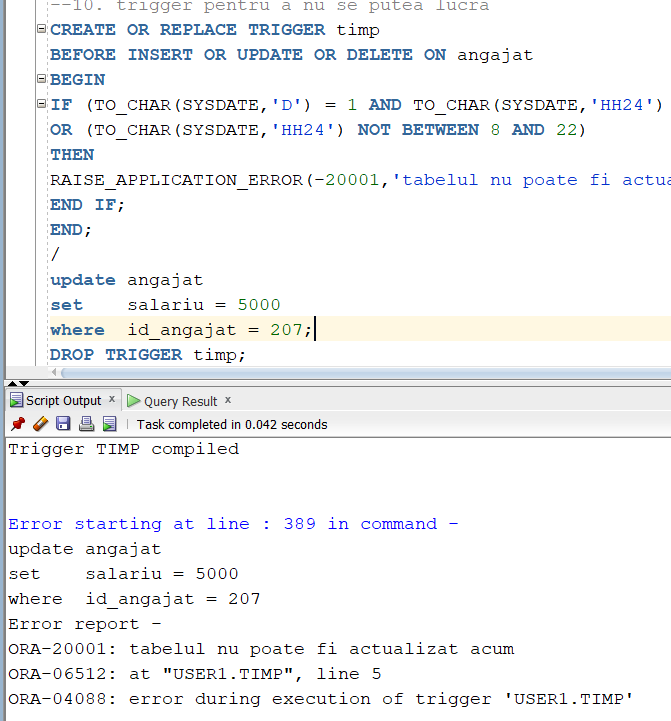 --10. trigger pentru a nu se putea lucra
CREATE OR REPLACE TRIGGER timp
BEFORE INSERT OR UPDATE OR DELETE ON angajat
BEGIN
IF (TO_CHAR(SYSDATE,'D') = 1 AND TO_CHAR(SYSDATE,'HH24')
OR (TO_CHAR(SYSDATE,'HH24') NOT BETWEEN 8 AND 22)
THEN
RAISE_APPLICATION_ERROR(-20001,'tabelul nu poate fi actua
END IF;
END;
/
update angajat
set    salariu = 5000
where  id_angajat = 207;
DROP TRIGGER timp;
Script Output x Query Result x
Task completed in 0.042 seconds
Trigger TIMP compiled
Error starting at line : 389 in command -
update angajat
set    salariu = 5000
where  id_angajat = 207
Error report -
ORA-20001: tabelul nu poate fi actualizat acum
ORA-06512: at "USER1.TIMP", line 5
ORA-04088: error during execution of trigger 'USER1.TIMP'